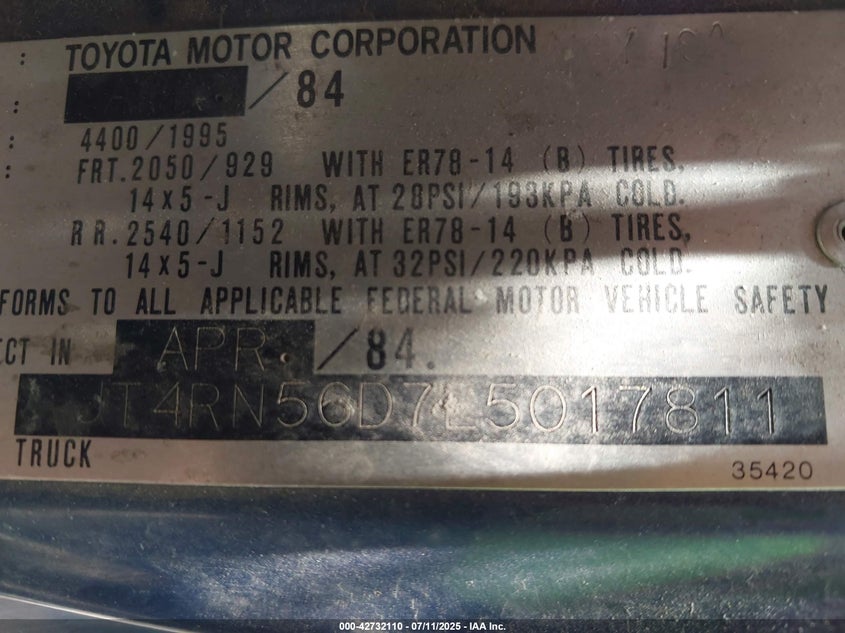 : TOYOTA MOTOR CORPORATION
: /84
: 4400/1995
: FRT.2050/929 WITH ER78-14 (B) TIRES,
14x5-J RIMS, AT 28PSI/193KPA COLD.
RR.2540/1152 WITH ER78-14 (B) TIRES,
14x5-J RIMS, AT 32PSI/220KPA COLD.
FORMS TO ALL APPLICABLE FEDERAL MOTOR VEHICLE SAFETY
ECT IN APR. /84.
JT4RN56D7E5017811
TRUCK
35420
000-42732110 - 07/11/2025 - IAA Inc.